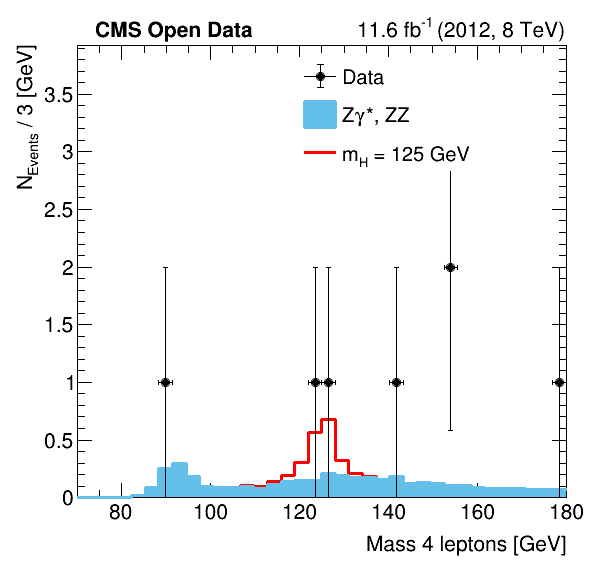 CMS Open Data
11.6 fb⁻¹ (2012, 8 TeV)
N_Events / 3 [GeV]
Data
Zγ*, ZZ
m_H = 125 GeV
3.5
3
2.5
2
1.5
1
0.5
0
80 100 120 140 160 180
Mass 4 leptons [GeV]